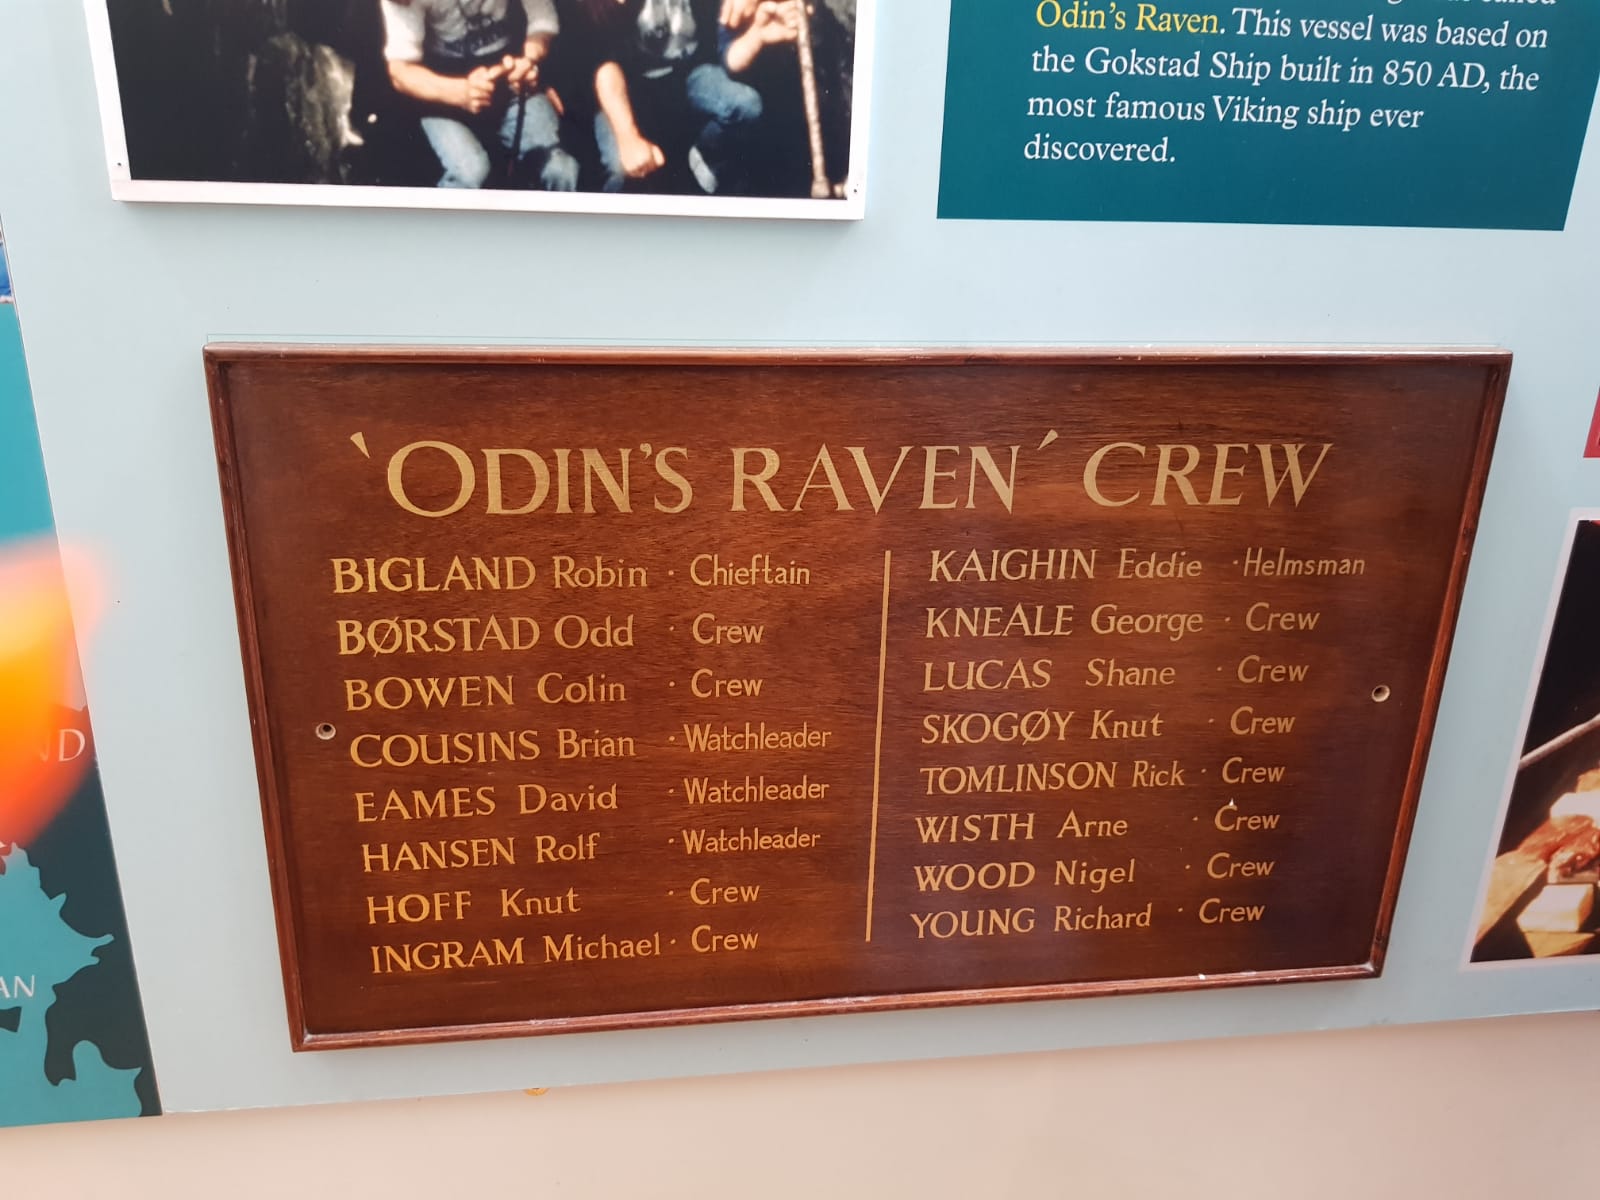 Odin's Raven. This vessel was based on
the Gokstad Ship built in 850 AD, the
most famous Viking ship ever
discovered.
'ODIN'S RAVEN' CREW
BIGLAND Robin · Chieftain
BØRSTAD Odd · Crew
BOWEN Colin · Crew
COUSINS Brian · Watchleader
EAMES David · Watchleader
HANSEN Rolf · Watchleader
HOFF Knut · Crew
INGRAM Michael · Crew
KAIGHIN Eddie · Helmsman
KNEALE George · Crew
LUCAS Shane · Crew
SKOGØY Knut · Crew
TOMLINSON Rick · Crew
WISTH Arne · Crew
WOOD Nigel · Crew
YOUNG Richard · Crew